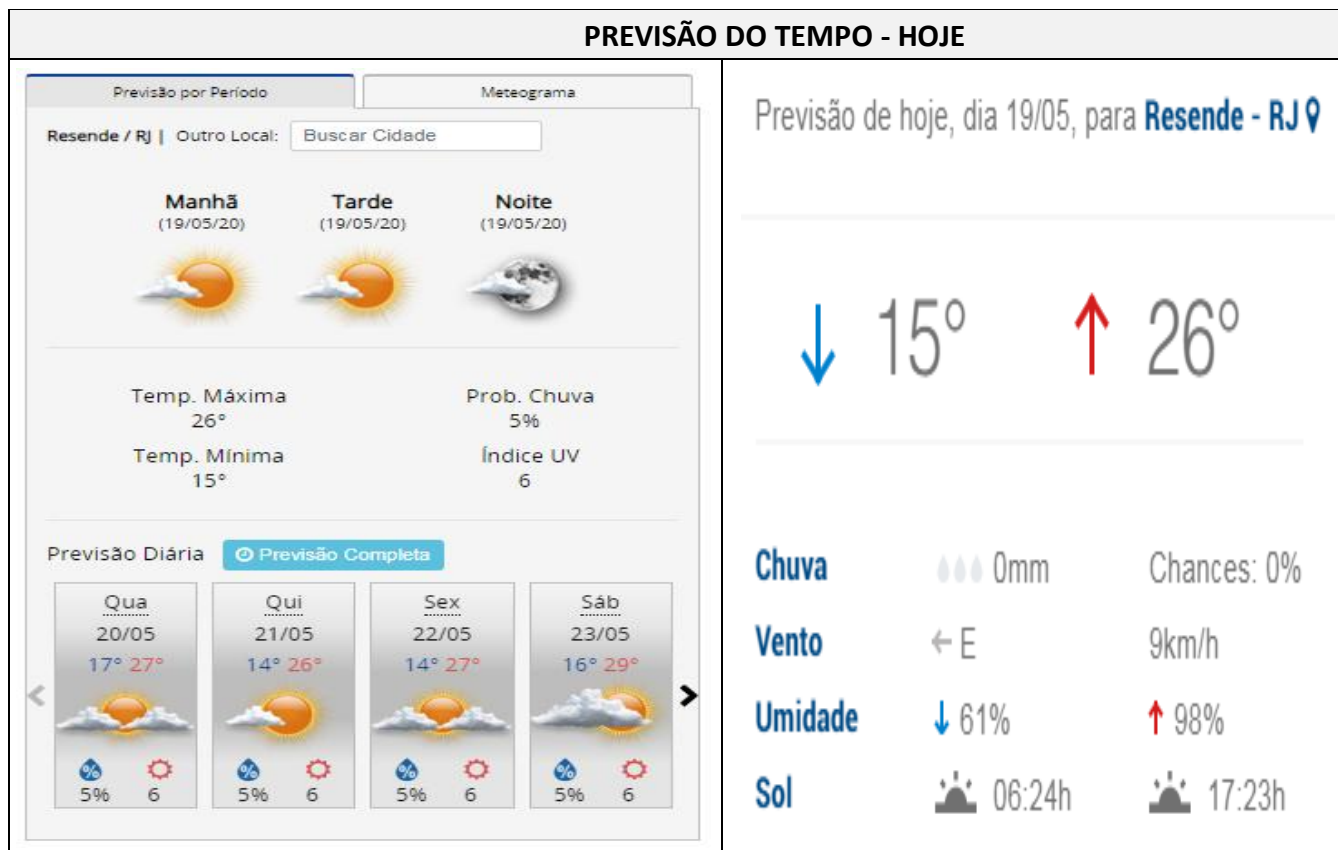 PREVISÃO DO TEMPO - HOJE
Previsão por Período
Meteograma
Resende / RJ | Outro Local: Buscar Cidade
Manhã Tarde Noite
(19/05/20) (19/05/20) (19/05/20)
Temp. Máxima Prob. Chuva
26° 5%
Temp. Mínima Índice UV
15° 6
Previsão Diária Previsão Completa
Qua Qui Sex Sáb
20/05 21/05 22/05 23/05
17° 27° 14° 26° 14° 27° 16° 29°
% % % %
5% 6 5% 6 5% 6 5% 6
Previsão de hoje, dia 19/05, para Resende - RJ
↓ 15° ↑ 26°
Chuva 0mm Chances: 0%
Vento ← E 9km/h
Umidade ↓ 61% ↑ 98%
Sol 06:24h 17:23h